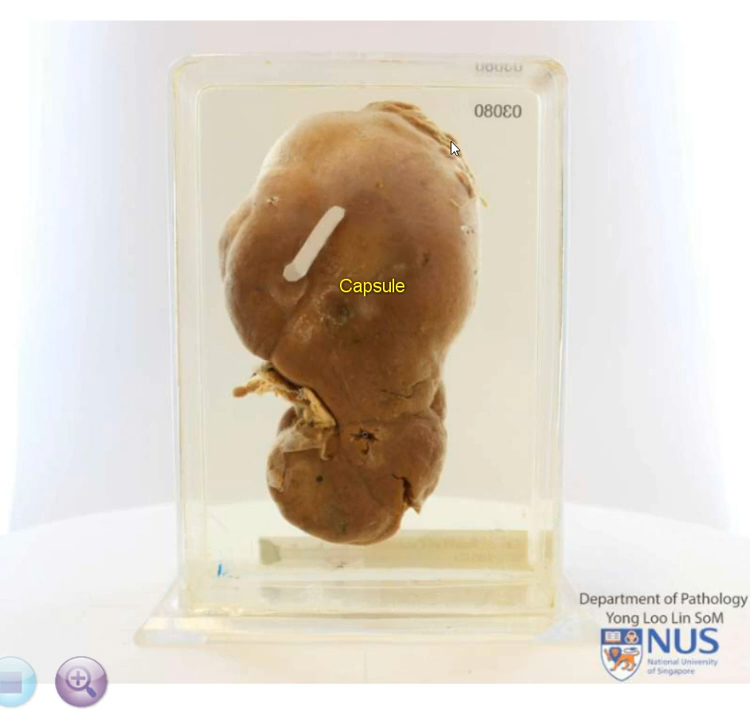 03080
Capsule
Department of Pathology
Yong Loo Lin SoM
NUS
National University
of Singapore